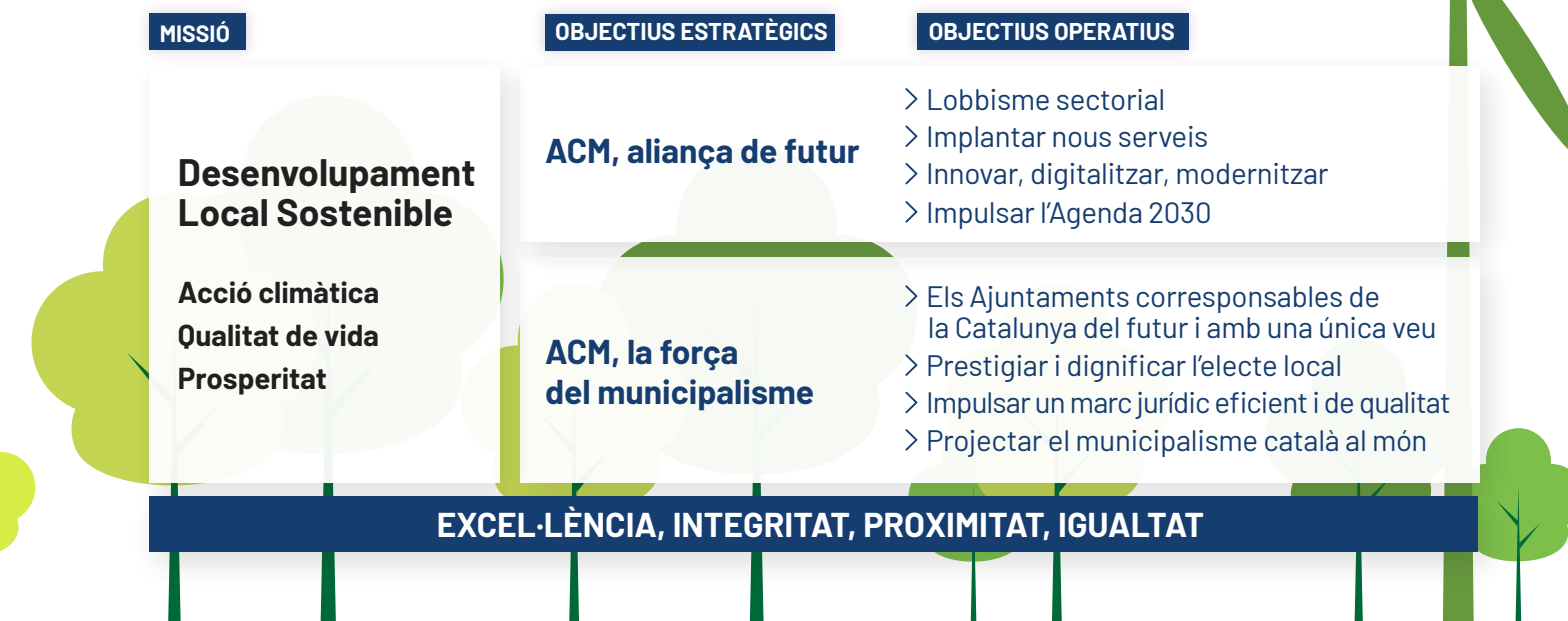 MISSIÓ
OBJECTIUS ESTRATÈGICS
OBJECTIUS OPERATIUS
Desenvolupament
Local Sostenible
Acció climàtica
Qualitat de vida
Prosperitat
ACM, aliança de futur
Lobbisme sectorial
Implantar nous serveis
Innovar, digitalitzar, modernitzar
Impulsar l’Agenda 2030
ACM, la força
del municipalisme
Els Ajuntaments corresponsables de
la Catalunya del futur i amb una única veu
Prestigiar i dignificar l’electe local
Impulsar un marc jurídic eficient i de qualitat
Projectar el municipalisme català al món
EXCEL·LÈNCIA, INTEGRITAT, PROXIMITAT, IGUALTAT